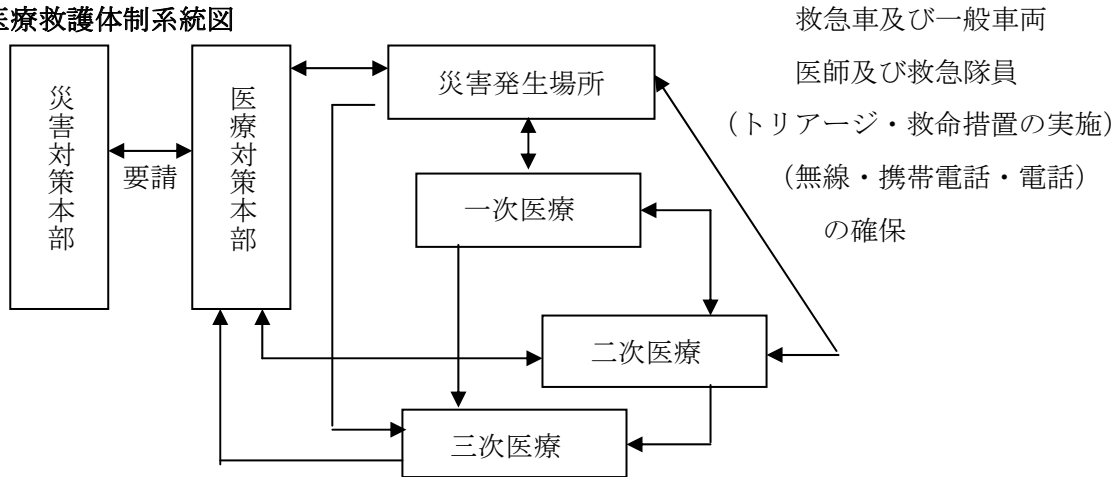 医療救護体制系統図
救急車及び一般車両
医師及び救急隊員
（トリアージ・救命措置の実施）
（無線・携帯電話・電話）
の確保
災害対策本部
要請
医療対策本部
災害発生場所
一次医療
二次医療
三次医療